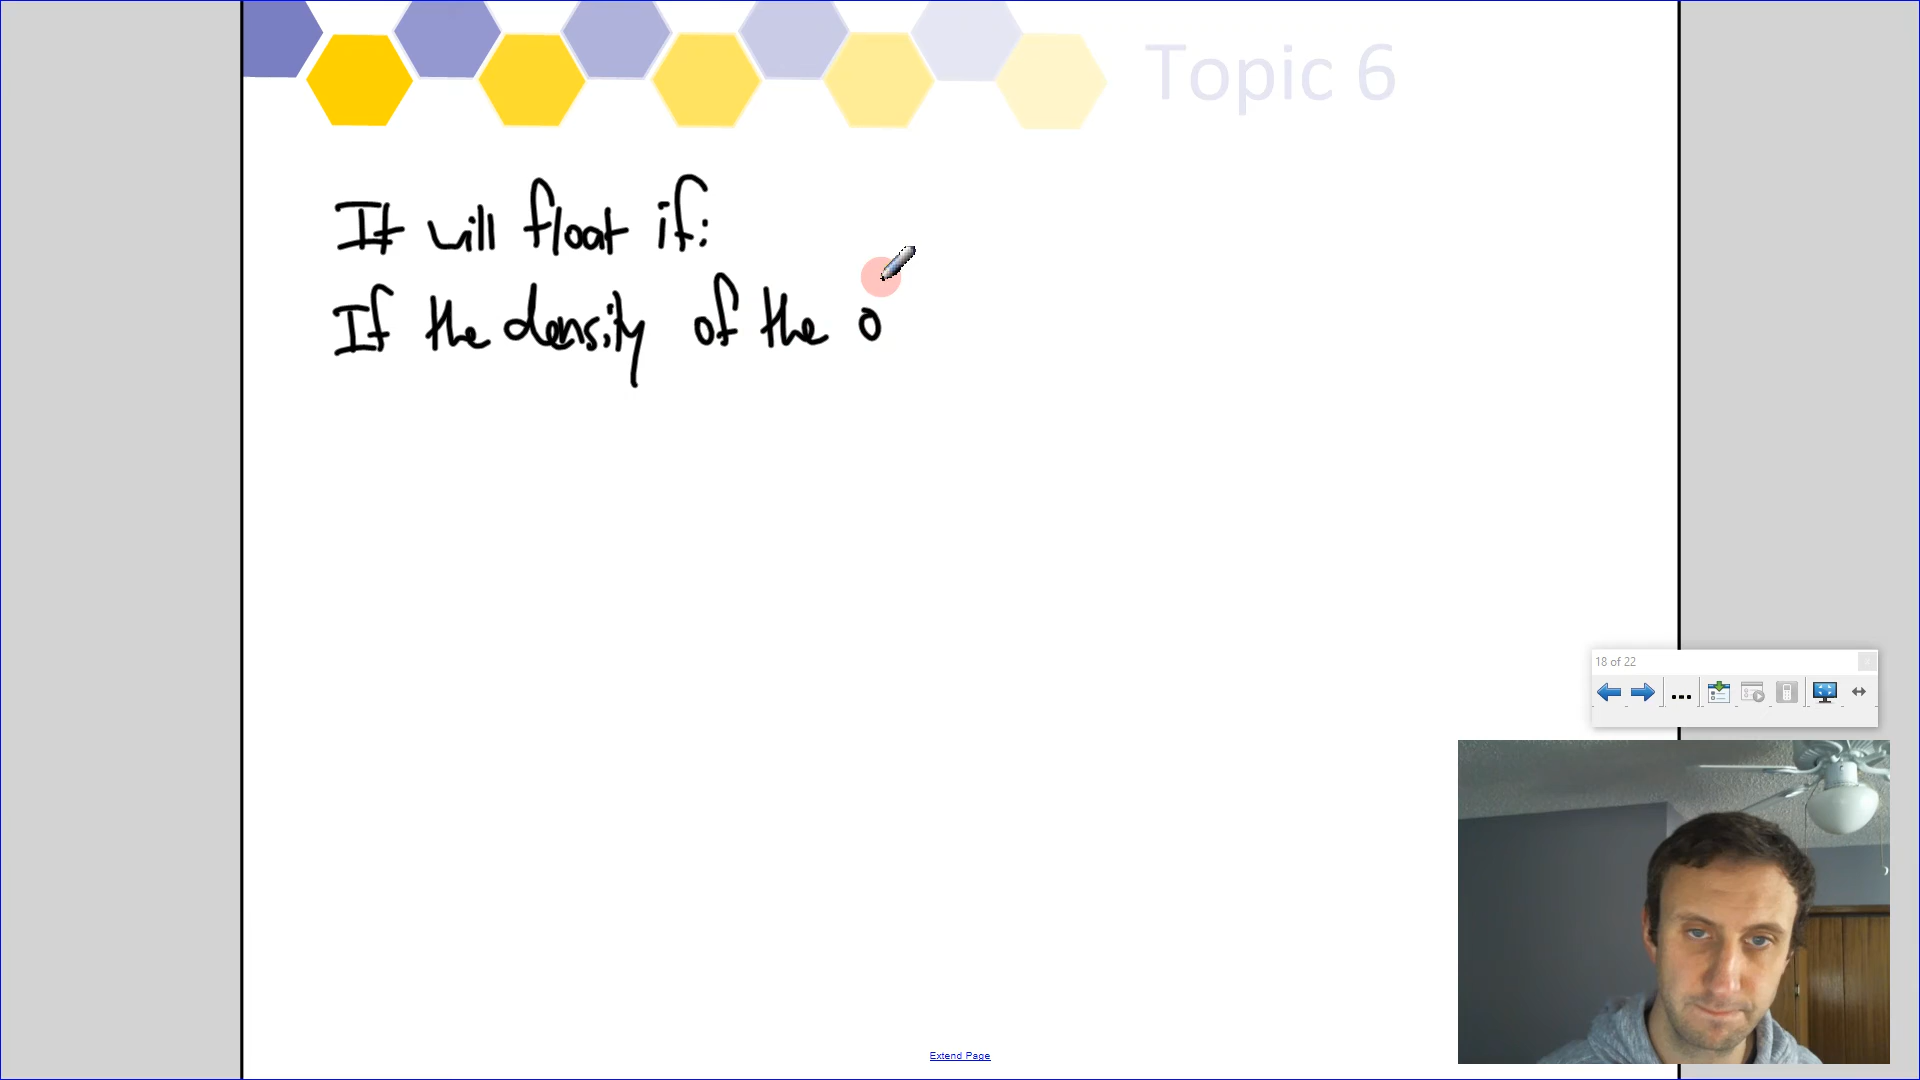 Topic 6
It will float if:
If the density of the o
18 of 22
...
Extend Page